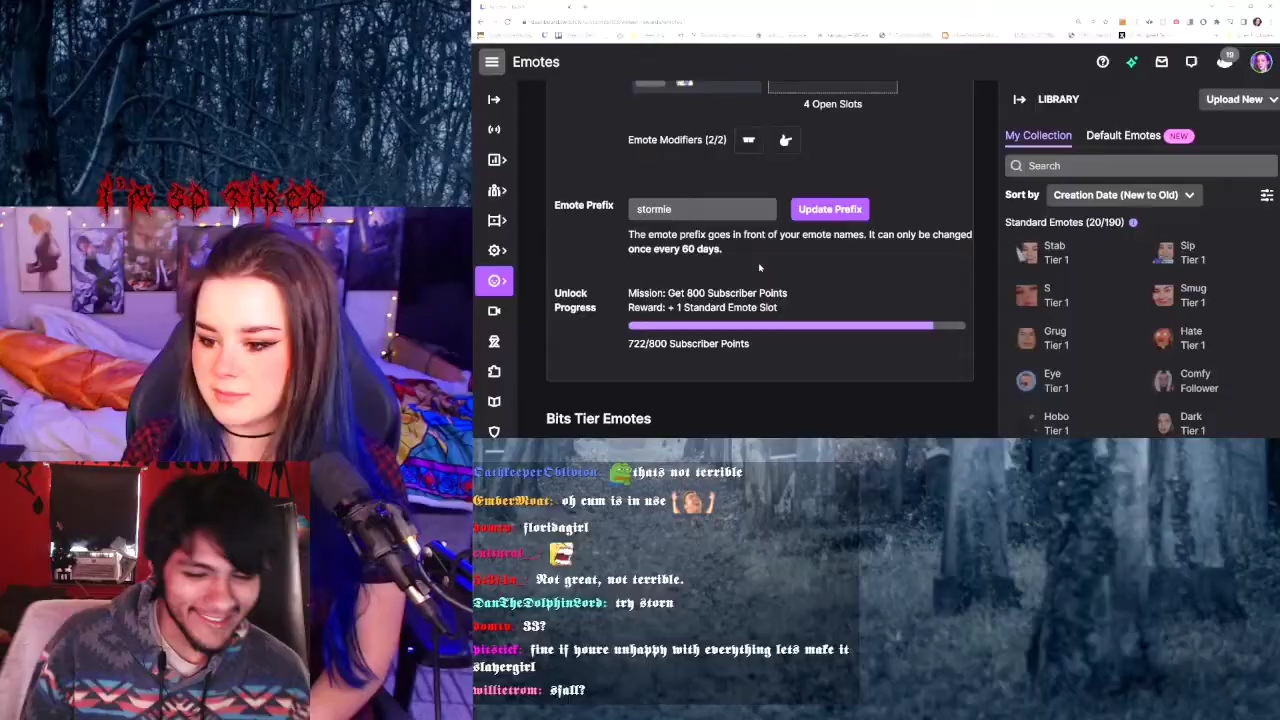 I'm so tired
Emotes
19
4 Open Slots
Emote Modifiers (2/2)
Emote Prefix
stormie
Update Prefix
The emote prefix goes in front of your emote names. It can only be changed
once every 60 days.
Unlock
Progress
Mission: Get 800 Subscriber Points
Reward: + 1 Standard Emote Slot
722/800 Subscriber Points
Bits Tier Emotes
LIBRARY
Upload New
My Collection
Default Emotes
NEW
Search
Sort by
Creation Date (New to Old)
Standard Emotes (20/190)
Stab
Tier 1
Sip
Tier 1
S
Tier 1
Smug
Tier 1
Grug
Tier 1
Hate
Tier 1
Eye
Tier 1
Comfy
Follower
Hobo
Tier 1
Dark
Tier 1
OathkeeperOblivion: thats not terrible
EmberMoat: oh cum is in use
floridagirl
Not great, not terrible.
DanTheDolphinLord: try storn
33?
pitstick: fine if youre unhappy with everything lets make it
slayergirl
willietrom: sfall?